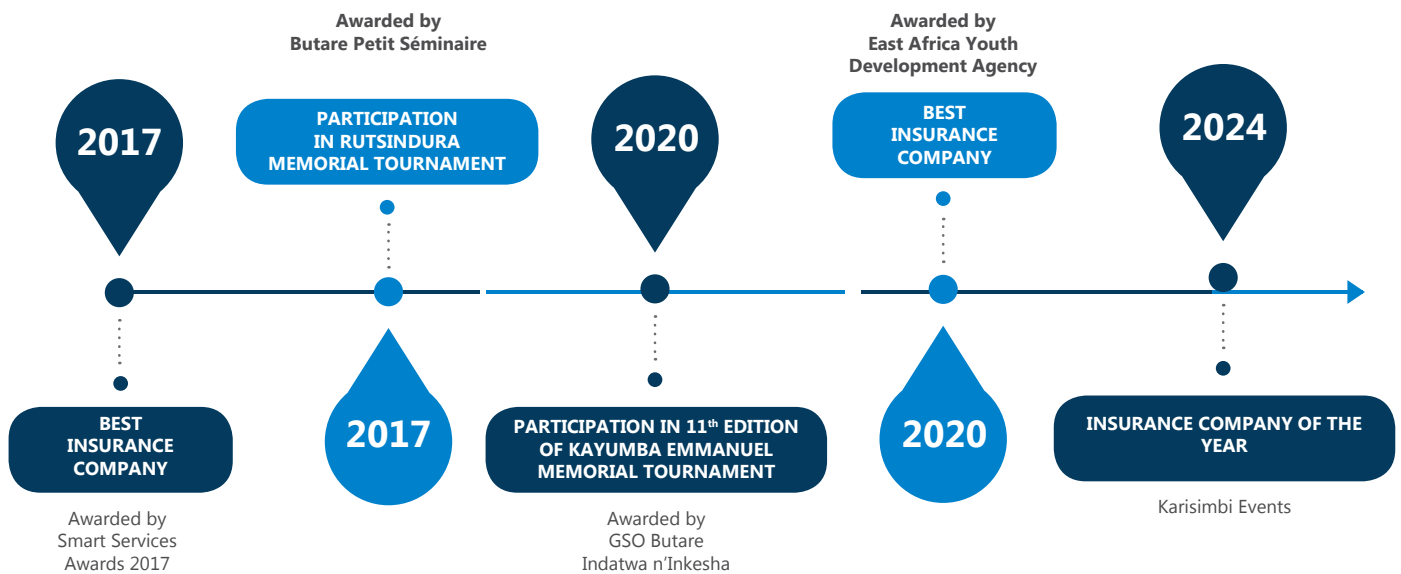 2017
BEST
INSURANCE
COMPANY
Awarded by
Smart Services
Awards 2017
Awarded by
Butare Petit Séminaire
PARTICIPATION
IN RUTSINDURA
MEMORIAL TOURNAMENT
2017
2020
PARTICIPATION IN 11th EDITION
OF KAYUMBA EMMANUEL
MEMORIAL TOURNAMENT
Awarded by
GSO Butare
Indatwa n’Inkesha
Awarded by
East Africa Youth
Development Agency
BEST
INSURANCE
COMPANY
2020
2024
INSURANCE COMPANY OF THE
YEAR
Karisimbi Events